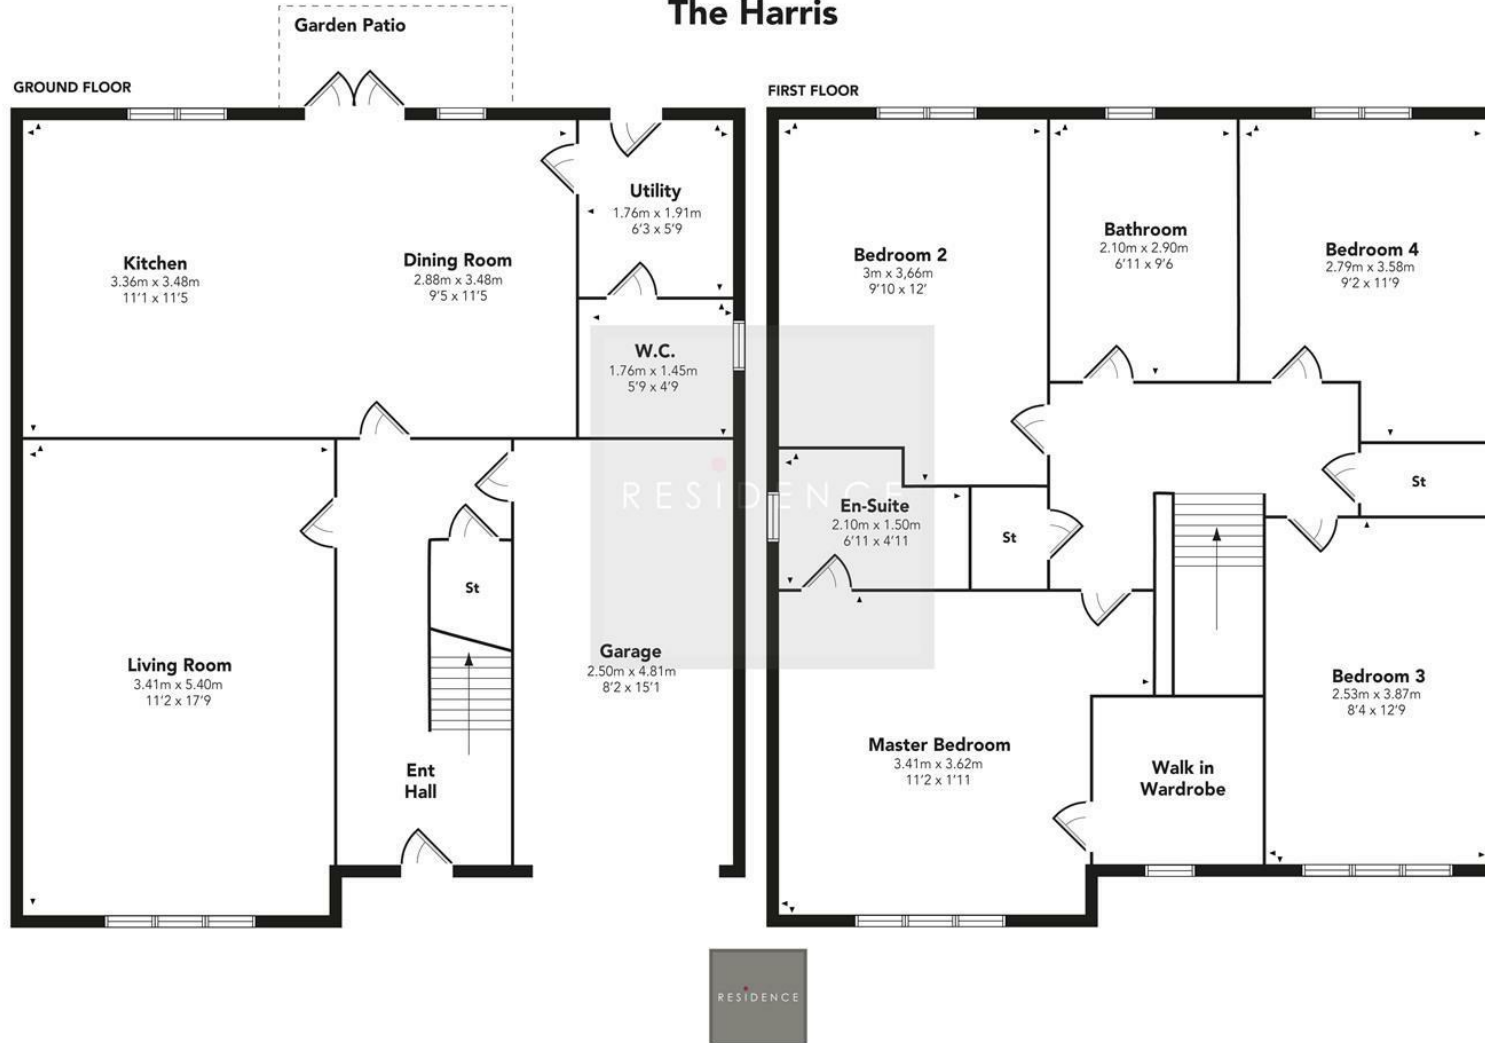 The Harris
Garden Patio
GROUND FLOOR
Kitchen
3.36m x 3.48m
11'1 x 11'5
Dining Room
2.88m x 3.48m
9'5 x 11'5
Utility
1.76m x 1.91m
6'3 x 5'9
W.C.
1.76m x 1.45m
5'9 x 4'9
St
Living Room
3.41m x 5.40m
11'2 x 17'9
Garage
2.50m x 4.81m
8'2 x 15'1
Ent
Hall
FIRST FLOOR
Bedroom 2
3m x 3,66m
9'10 x 12'
Bathroom
2.10m x 2.90m
6'11 x 9'6
Bedroom 4
2.79m x 3.58m
9'2 x 11'9
RESIDENCE
En-Suite
2.10m x 1.50m
6'11 x 4'11
St
St
Master Bedroom
3.41m x 3.62m
11'2 x 1'11
Walk in
Wardrobe
Bedroom 3
2.53m x 3.87m
8'4 x 12'9
RESIDENCE